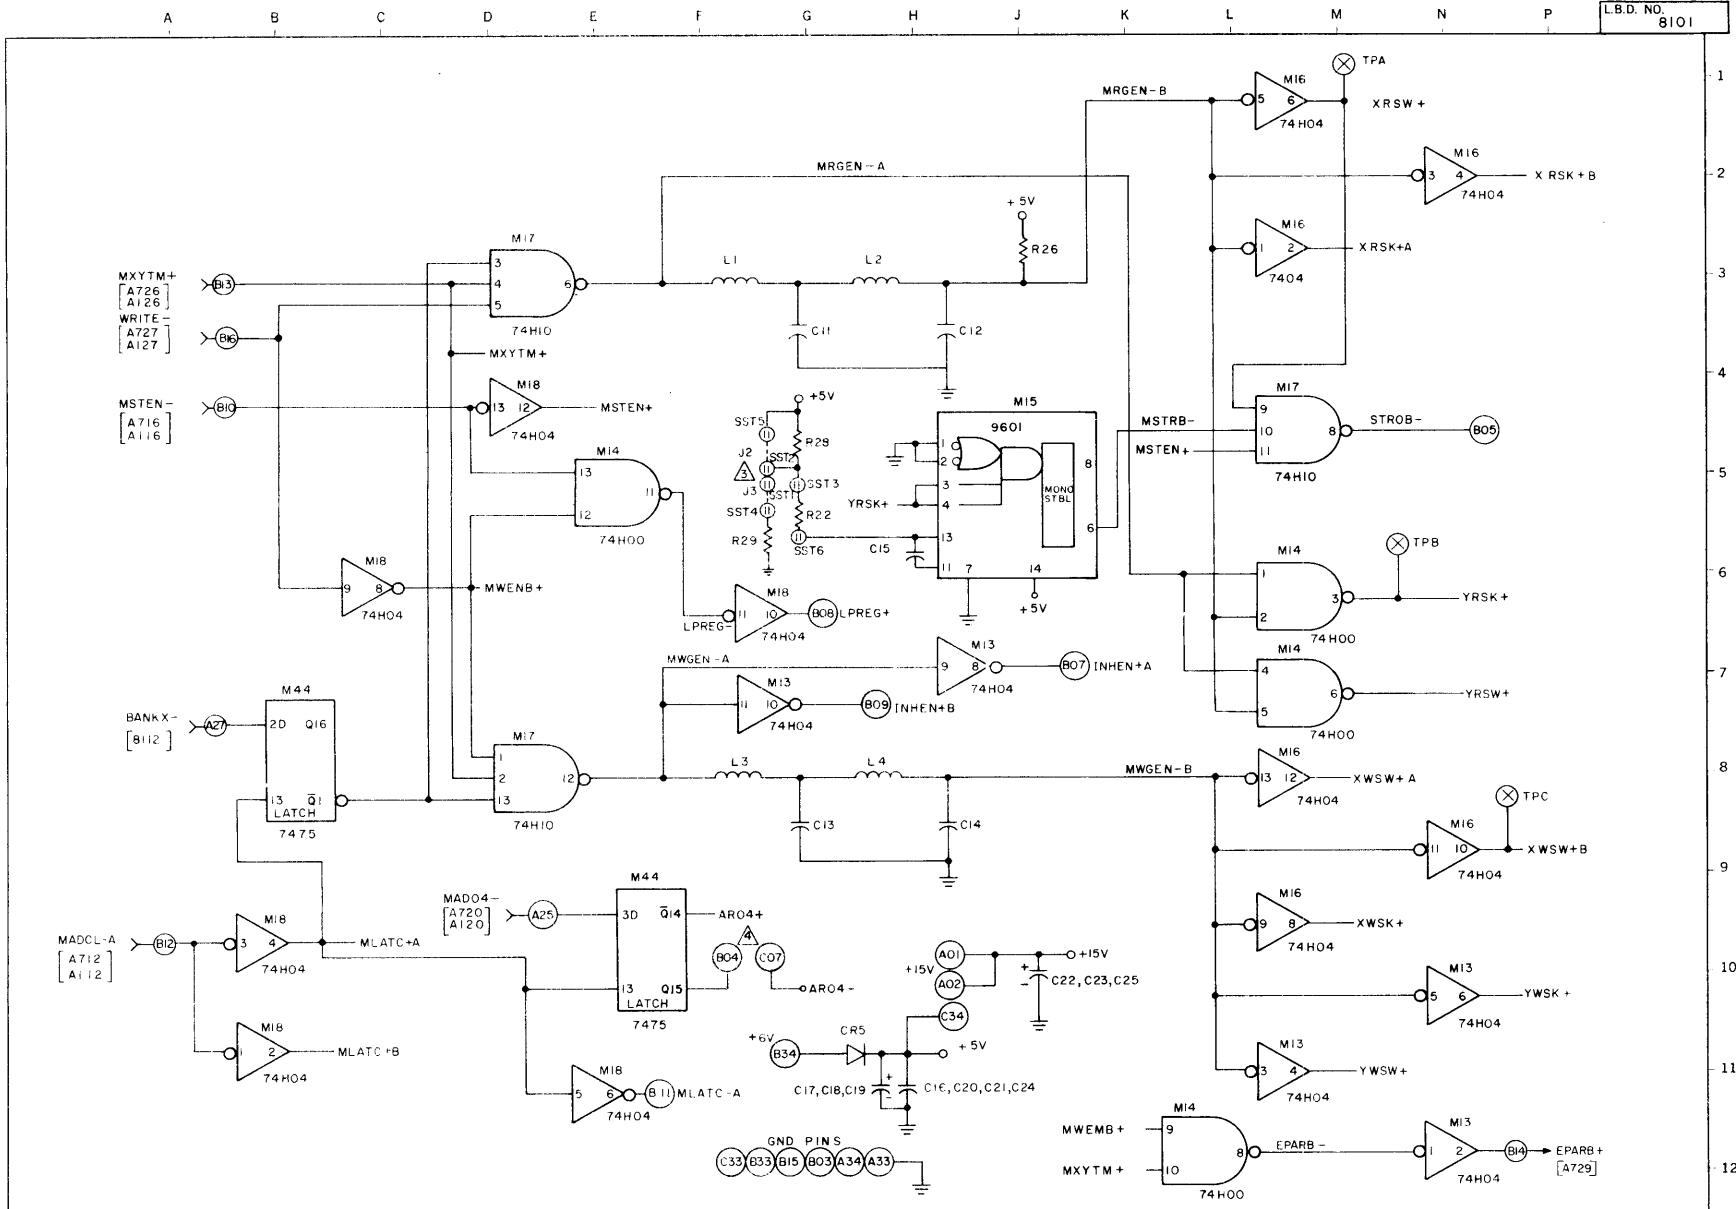 L.B.D. NO.
8101
A B C D E F G H J K L M N P
1
2
3
4
5
6
7
8
9
10
11
12
TPA
M16
MRGEN-B
5 6
XRSW+
74H04
M16
MRGEN-A
3 4
XRSK+B
74H04
+5V
M16
M17
R26
1 2
XRSK+A
L1 L2
7404
3
MXYTM+
B13
4 6
[A726
A126]
5
WRITE-
74H10
C11 C12
[A727
A127]
B16
MXYTM+
M18
+5V
M15
M17
MSTEN-
B10
13 12
MSTEN+
9601
9
[A716
A116]
74H04
SST5
R28
1
MSTRB-
10 8
STROB-
B05
M14
J2
SST2
2
MSTEN+
11
13
3
8
74H10
11
J3
SST1
SST3
3
MONO
STBL
12
SST4
R22
YRSK+
4
6
74H00
R29
SST6
C15
13
TPB
M18
11
M14
9 8
7 14
1
MWENB+
M18
+5V
3
YRSK+
74H04
LPREG-
11 10
B08
LPREG+
2
74H04
74H00
M13
M14
MWGEN-A
9 8
B07
INHEN+A
4
M13
74H04
6
YRSW+
M44
11 10
B09
INHEN+B
5
BANKX-
A27
2D Q16
74H04
74H00
[8112]
M17
M16
1
L3 L4
MWGEN-B
13 12
XWSW+A
2 12
74H04
13 Q̅1
13
TPC
LATCH
74H10
C13 C14
M16
7475
11 10
XWSW+B
74H04
M44
M16
MADO4-
A25
3D Q̅14
ARO4+
9 8
XWSK+
[A720
A120]
4
74H04
M18
B04 C07
A01
+15V
MADCL-A
B12
3 4
MLATC+A
+15V
A02
C22,C23,C25
M13
[A712
A112]
74H04
13 Q15
ARO4-
5 6
YWSK+
LATCH
C34
74H04
M18
7475
+6V
CR5
M13
1 2
MLATC+B
B34
+5V
3 4
YWSW+
74H04
M18
C17,C18,C19
C16,C20,C21,C24
74H04
5 6
B11
MLATC-A
74H04
M14
M13
GND PINS
MWEMB+
9
EPARB-
C33 B33 B15 B03 A34 A33
8
1 2
B14
EPARB+
MXYTM+
10
[A729]
74H00
74H04